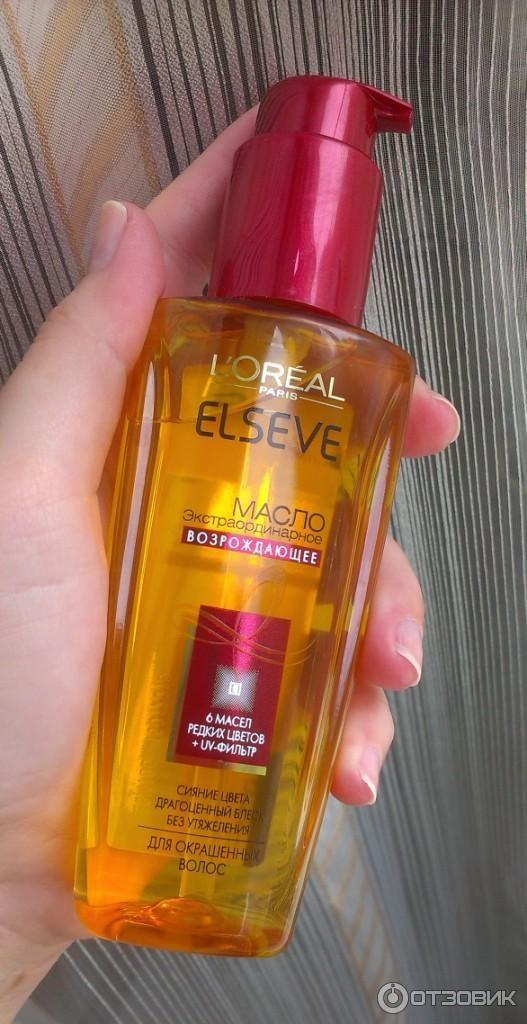 L'ORÉAL
PARIS
ELSEVE
МАСЛО
Экстраординарное
ВОЗРОЖДАЮЩЕЕ
6 МАСЕЛ
РЕДКИХ ЦВЕТОВ
+ UV-ФИЛЬТР
СИЯНИЕ ЦВЕТА
ДРАГОЦЕННЫЙ БЛЕСК
БЕЗ УТЯЖЕЛЕНИЯ
ДЛЯ ОКРАШЕННЫХ
ВОЛОС
ОТЗОВИК